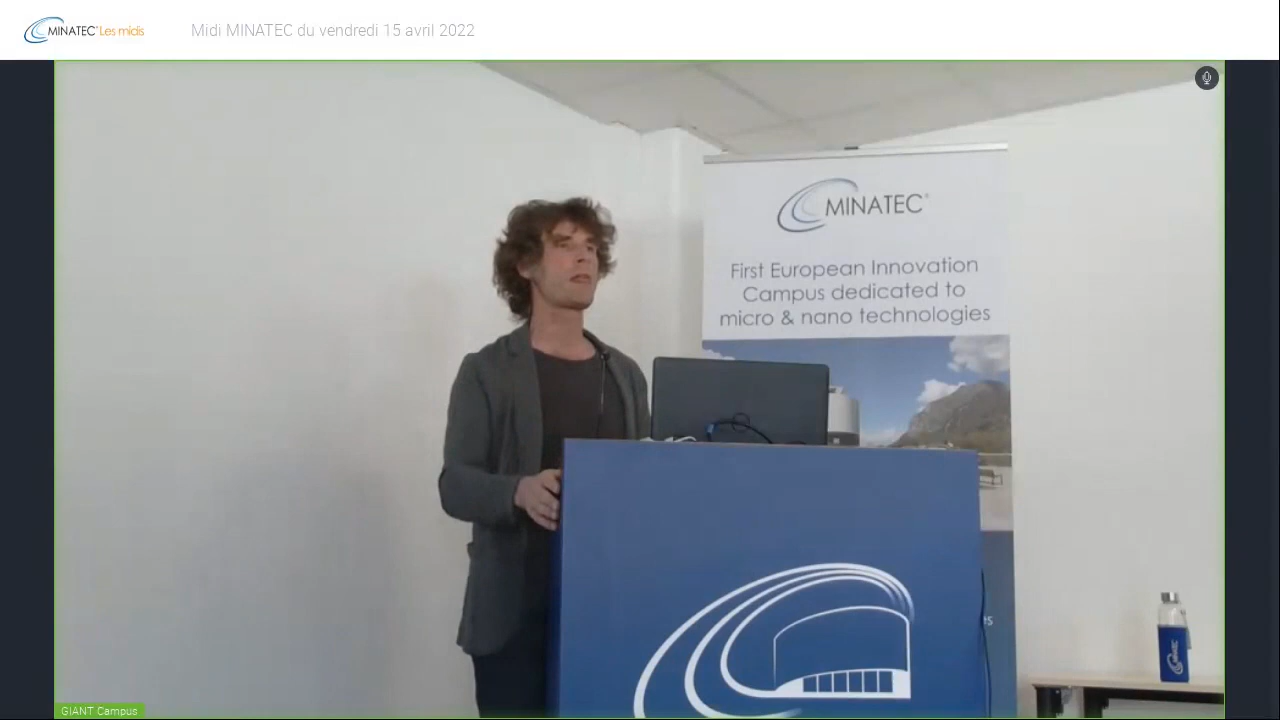 MINATEC Les midis
Midi MINATEC du vendredi 15 avril 2022
MINATEC®
First European Innovation
Campus dedicated to
micro & nano technologies
MINATEC
GIANT Campus